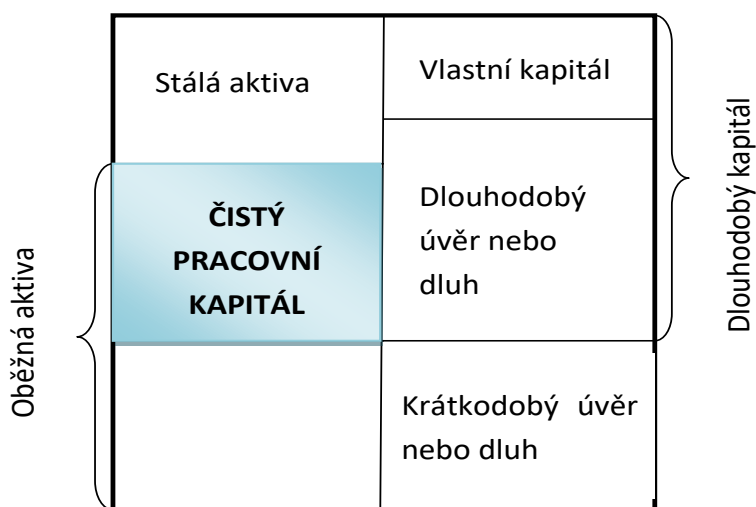 Stálá aktiva
Vlastní kapitál
ČISTÝ
PRACOVNÍ
KAPITÁL
Dlouhodobý
úvěr nebo
dluh
Krátkodobý úvěr
nebo dluh
Oběžná aktiva
Dlouhodobý kapitál